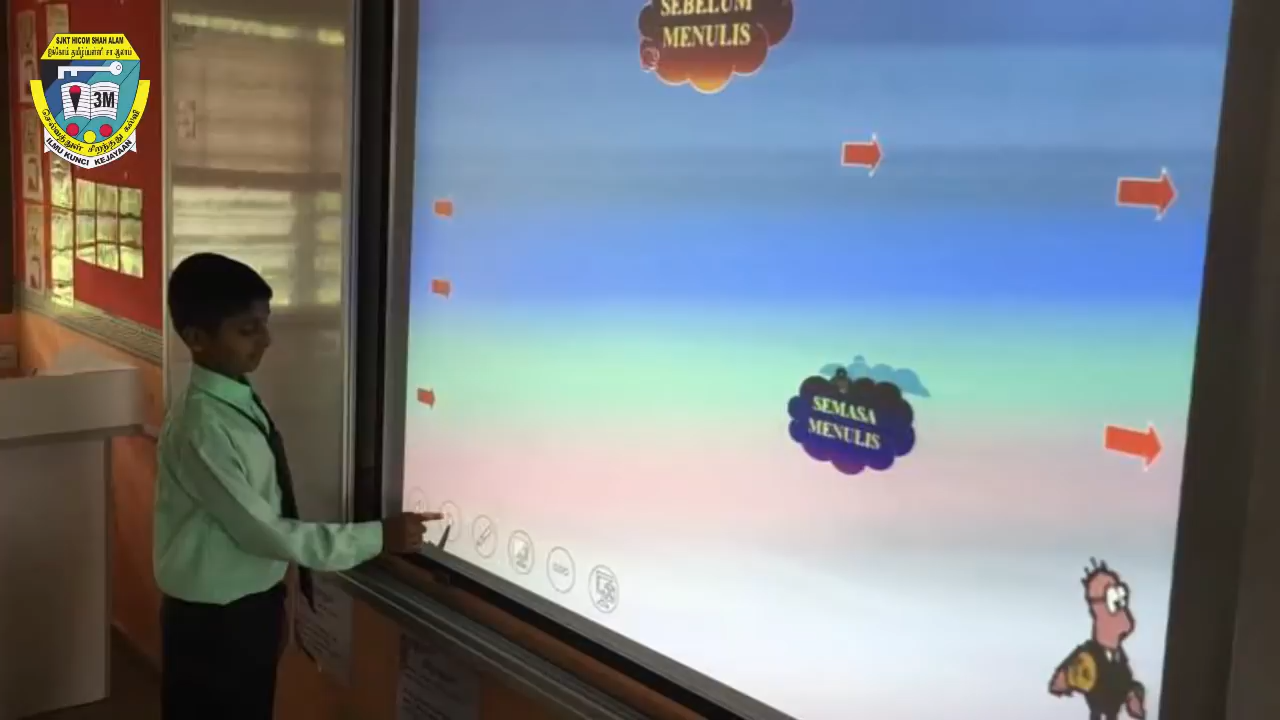 SJKT HICOM SHAH ALAM
3M
ILMU KUNCI KEJAYAAN
SEBELUM
MENULIS
SEMASA
MENULIS